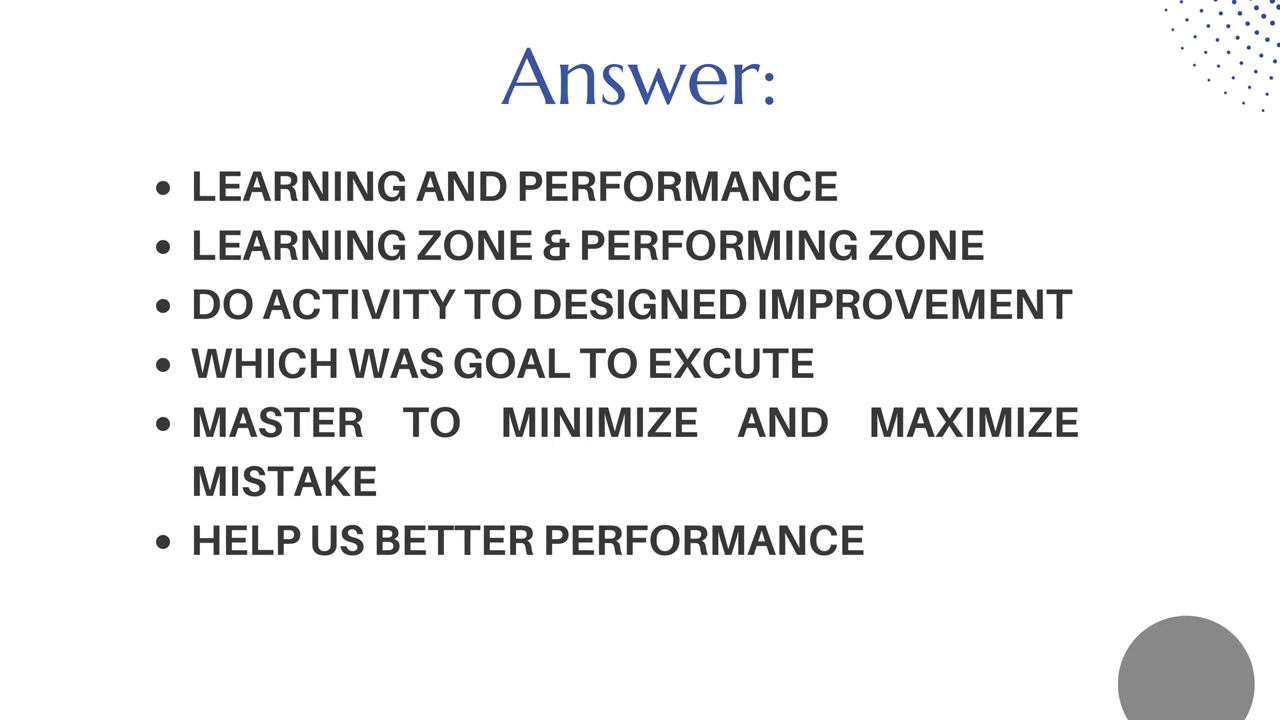 Answer:
• LEARNING AND PERFORMANCE
• LEARNING ZONE & PERFORMING ZONE
• DO ACTIVITY TO DESIGNED IMPROVEMENT
• WHICH WAS GOAL TO EXCUTE
• MASTER TO MINIMIZE AND MAXIMIZE
MISTAKE
• HELP US BETTER PERFORMANCE